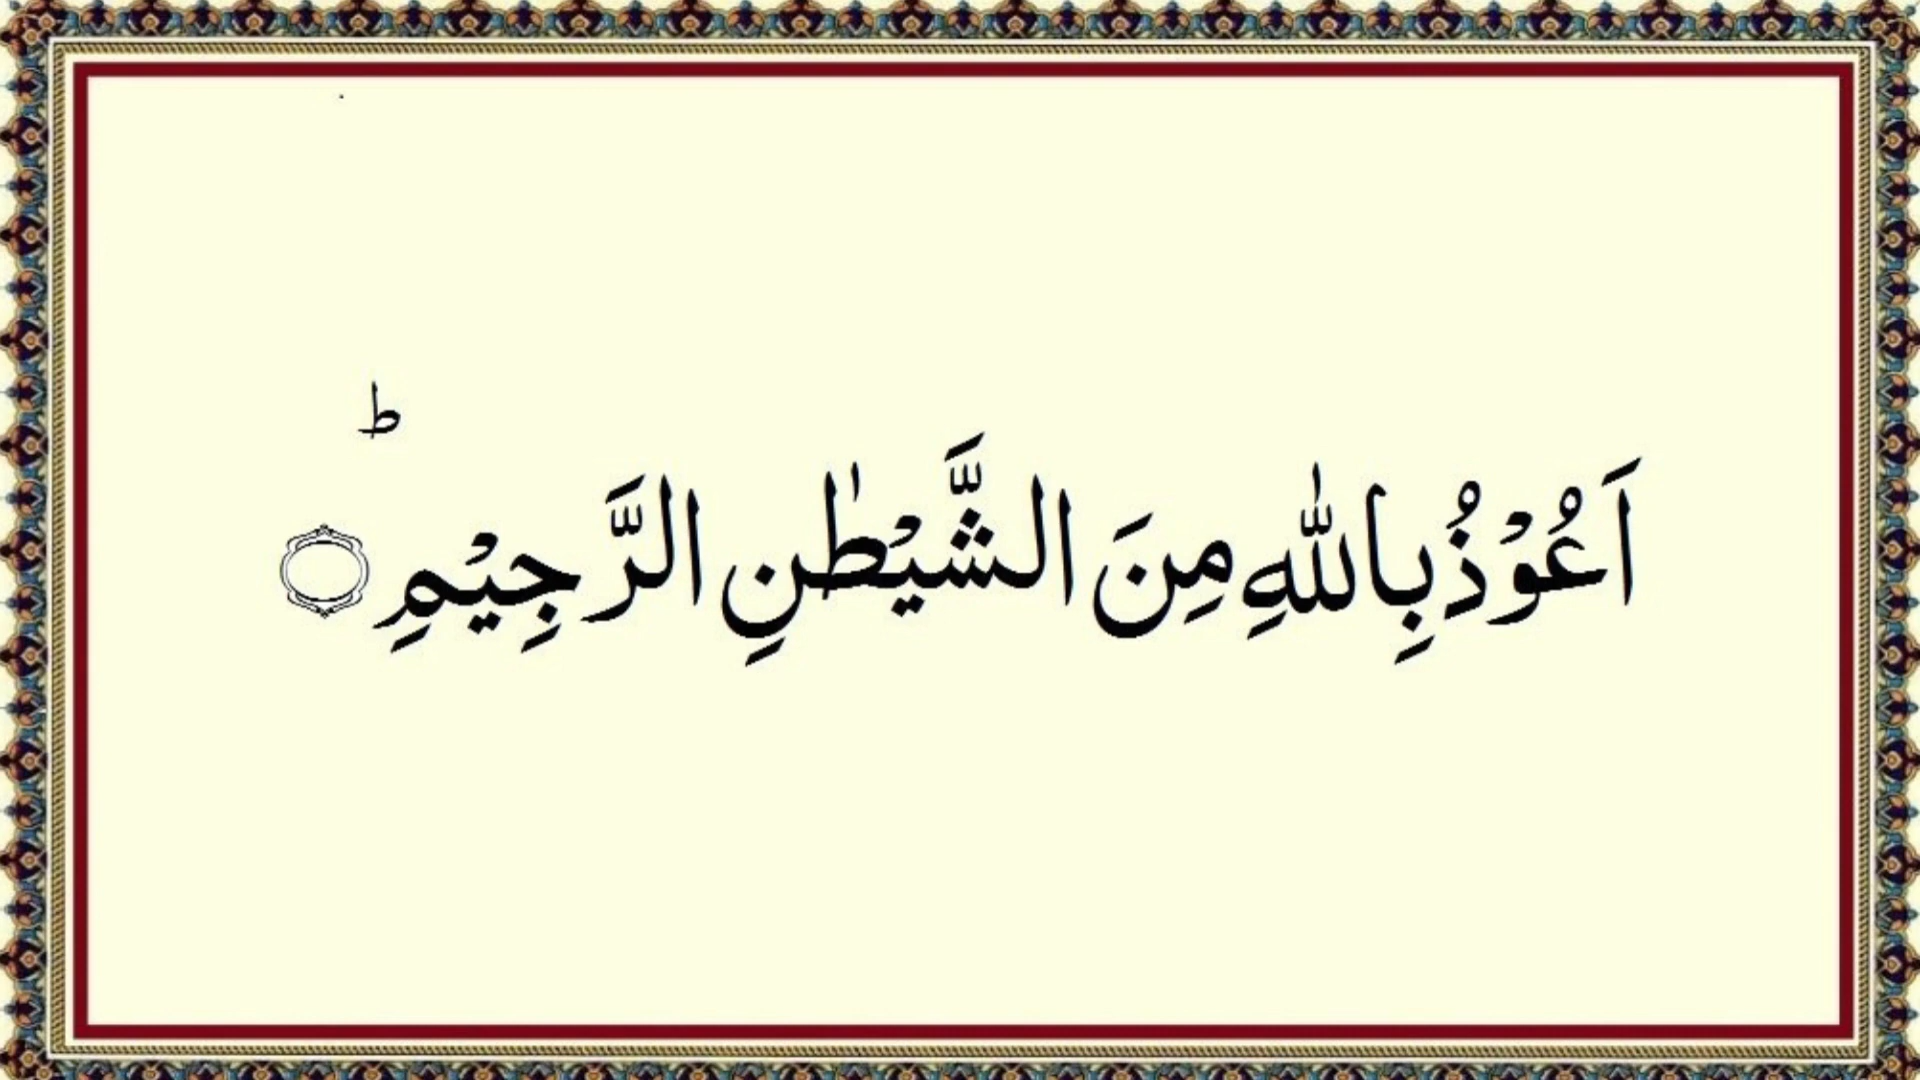 اَعُوْذُ بِاللّٰهِ مِنَ الشَّيْطٰنِ الرَّجِيْمِ ؕ ۝